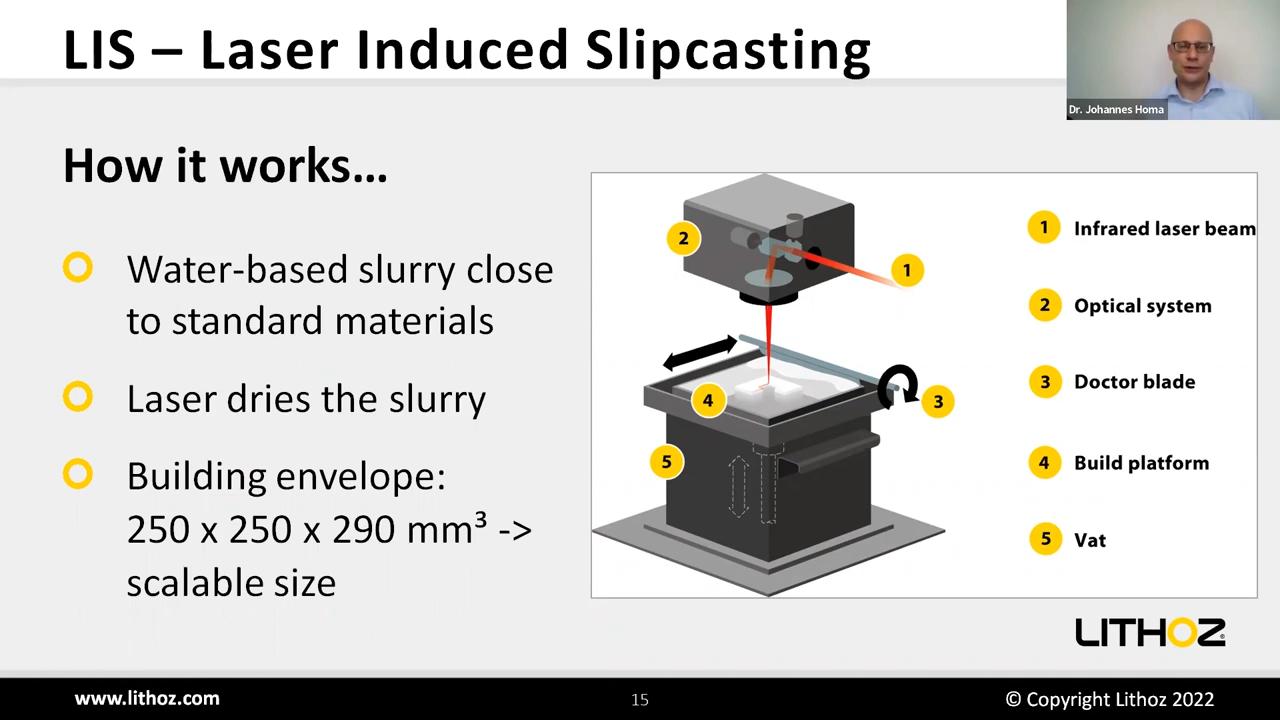 LIS – Laser Induced Slipcasting
Dr. Johannes Homa
How it works...
Water-based slurry close
to standard materials
Laser dries the slurry
Building envelope:
250 x 250 x 290 mm³ ->
scalable size
2
1
4
3
5
1 Infrared laser beam
2 Optical system
3 Doctor blade
4 Build platform
5 Vat
LITHOZ
www.lithoz.com
15
© Copyright Lithoz 2022